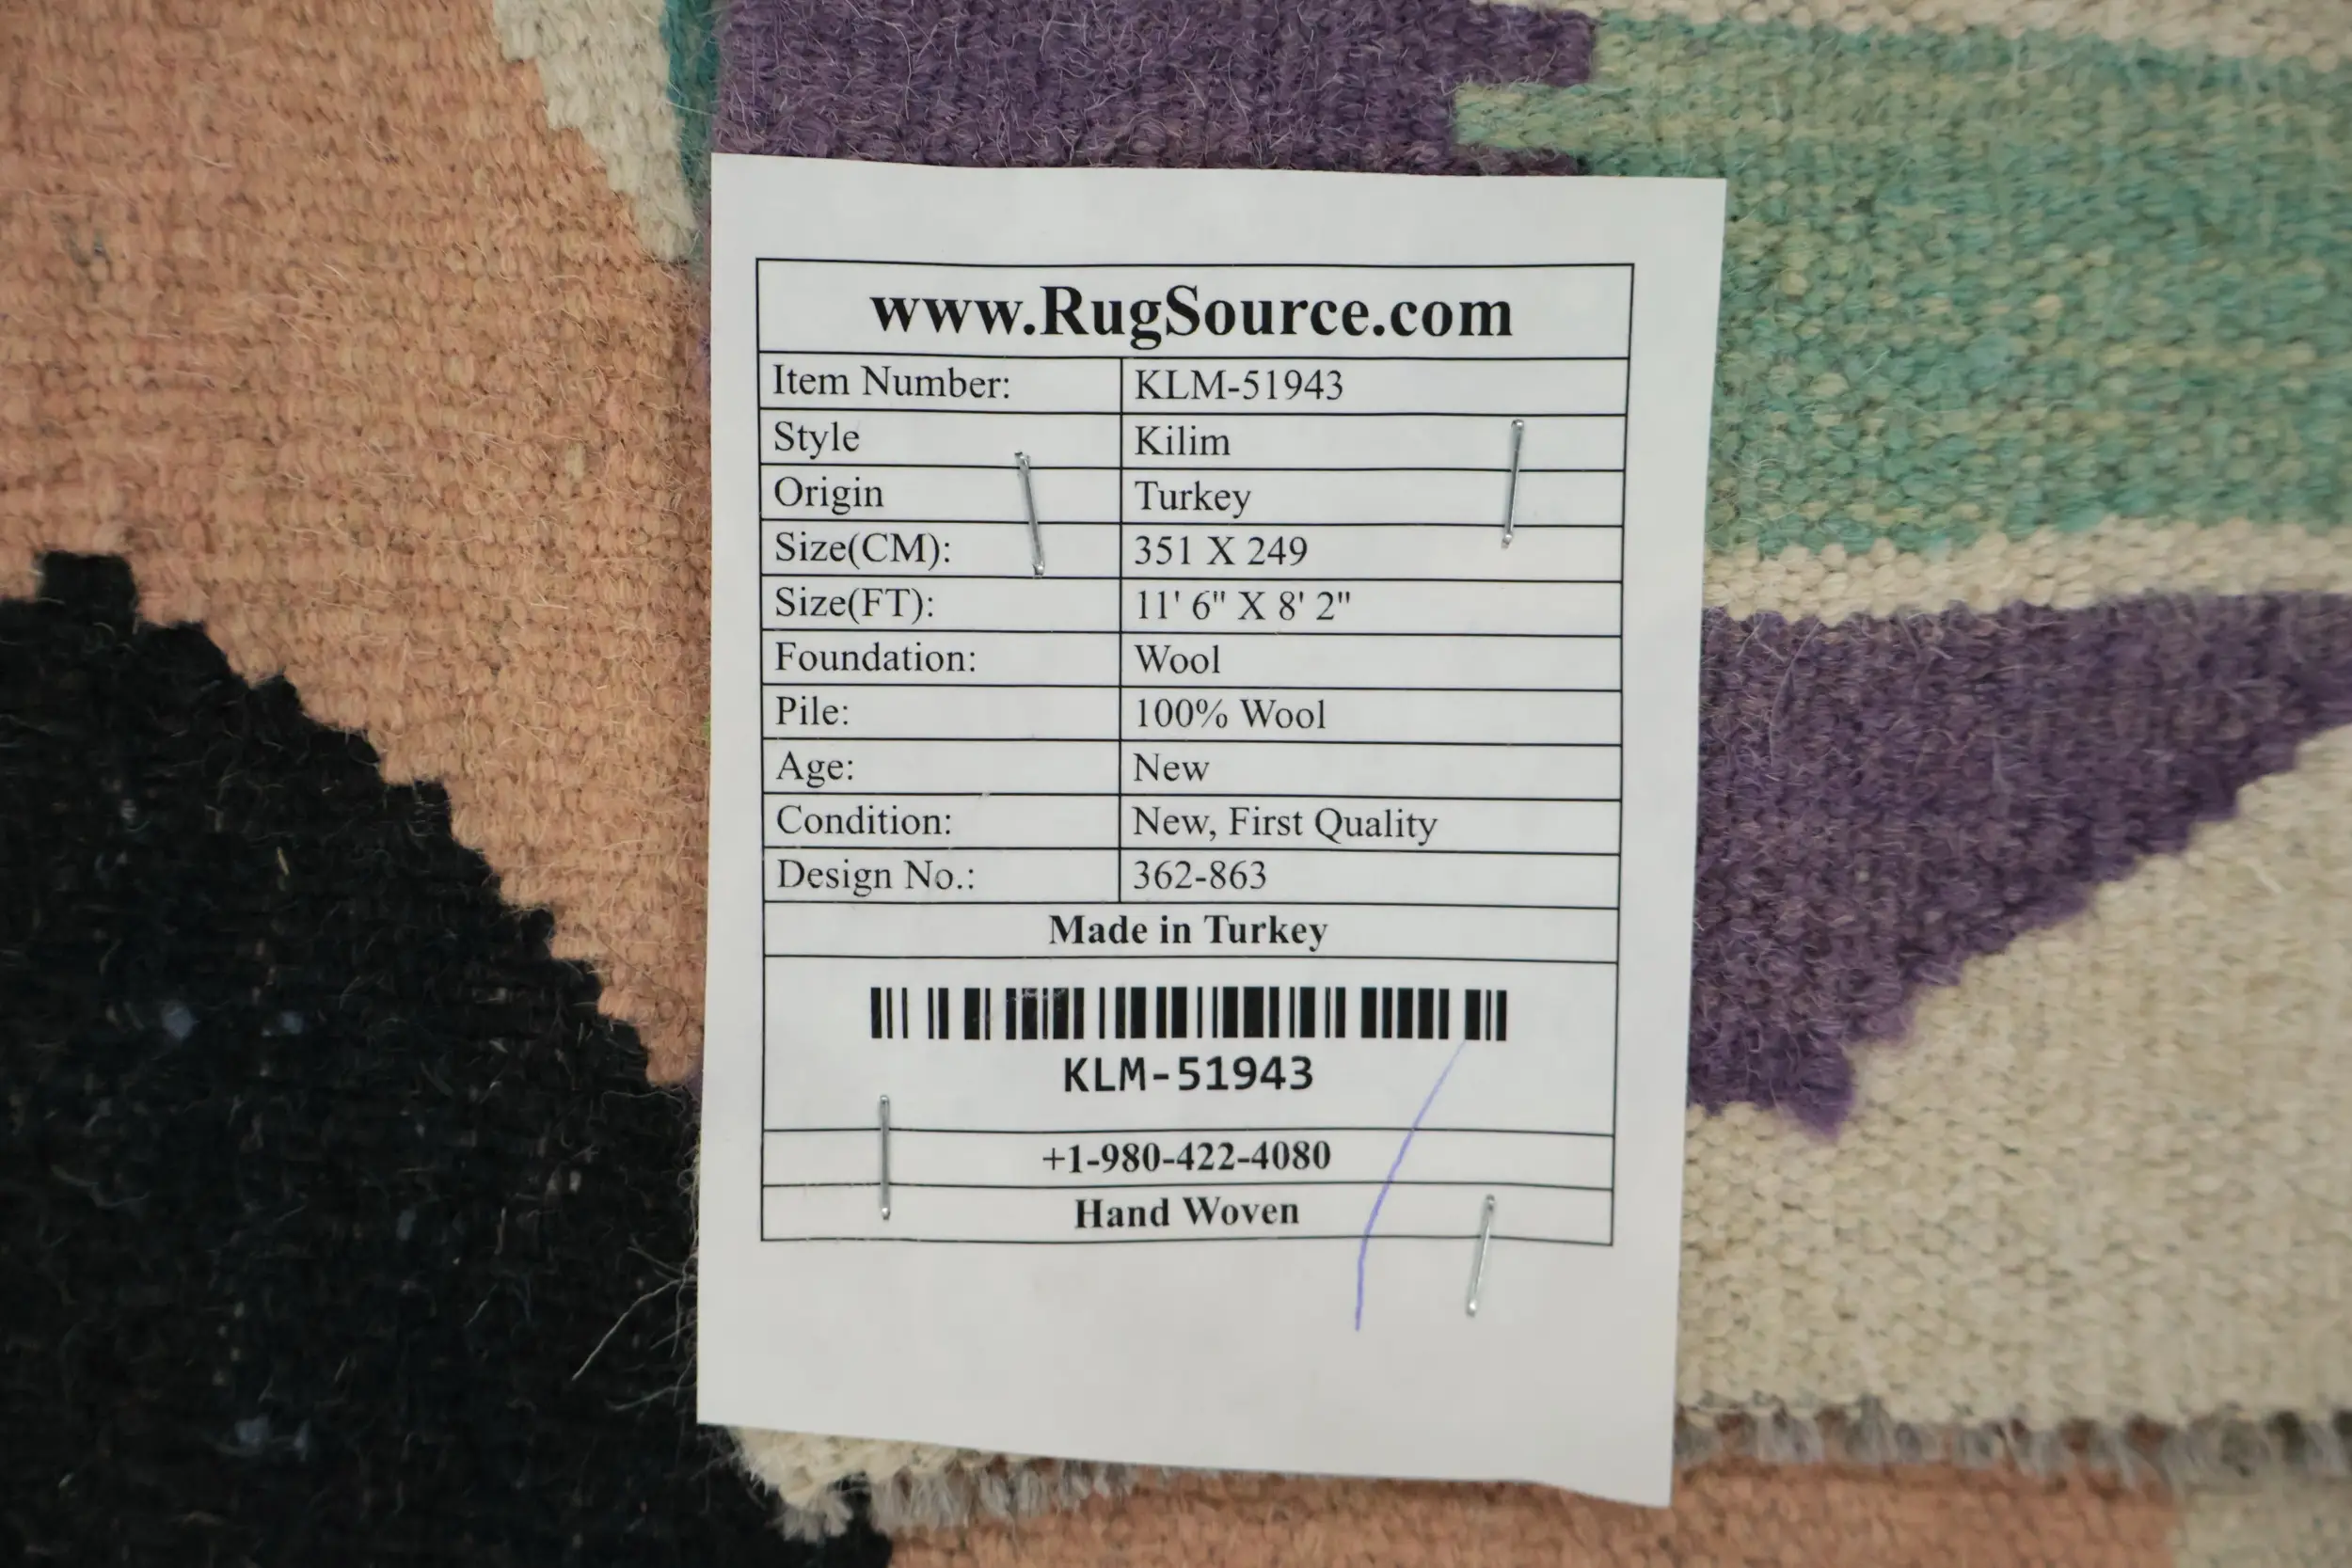 www.RugSource.com
Item Number: KLM-51943
Style Kilim
Origin Turkey
Size(CM): 351 X 249
Size(FT): 11' 6" X 8' 2"
Foundation: Wool
Pile: 100% Wool
Age: New
Condition: New, First Quality
Design No.: 362-863
Made in Turkey
KLM-51943
+1-980-422-4080
Hand Woven